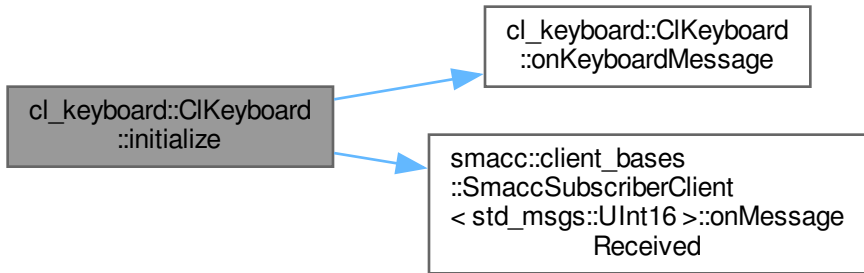 cl_keyboard::ClKeyboard
::onKeyboardMessage
cl_keyboard::ClKeyboard
::initialize
smacc::client_bases
::SmaccSubscriberClient
< std_msgs::UInt16 >::onMessage
Received